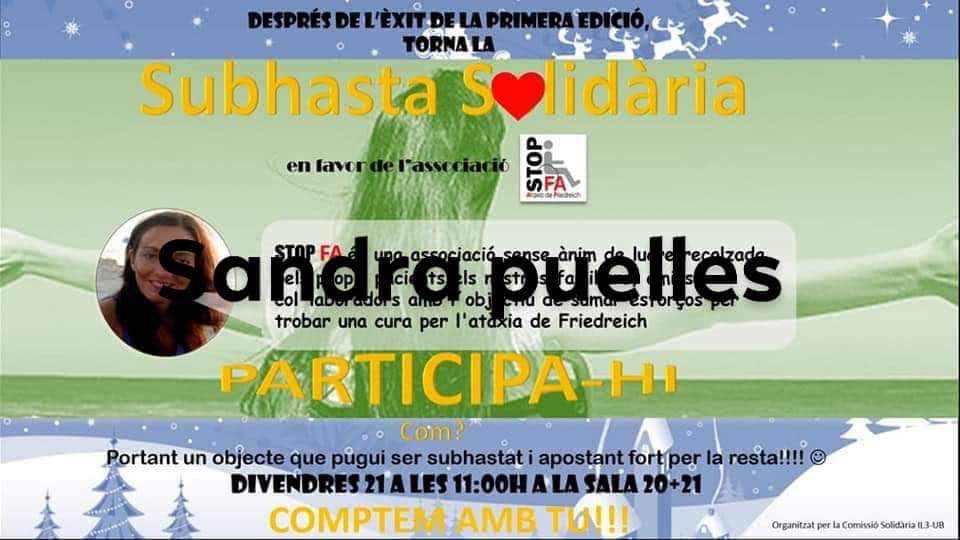 DESPRÉS DE L'ÈXIT DE LA PRIMERA EDICIÓ,
TORNA LA
Subhasta S lidària
en favor de l'associació
STOP
FA
Ataxia de Friedreich
Sandra puelles
STOP FA és una associació sense ànim de lucre recolzada
col·laboradors amb l'objectiu de sumar esforços per
trobar una cura per l'atàxia de Friedreich
PARTICIPA-HI
Com?
Portant un objecte que pugui ser subhastat i apostant fort per la resta!!!! ☺
DIVENDRES 21 A LES 11:00H A LA SALA 20+21
COMPTEM AMB TU!!!
Organitzat per la Comissió Solidària IL3-UB